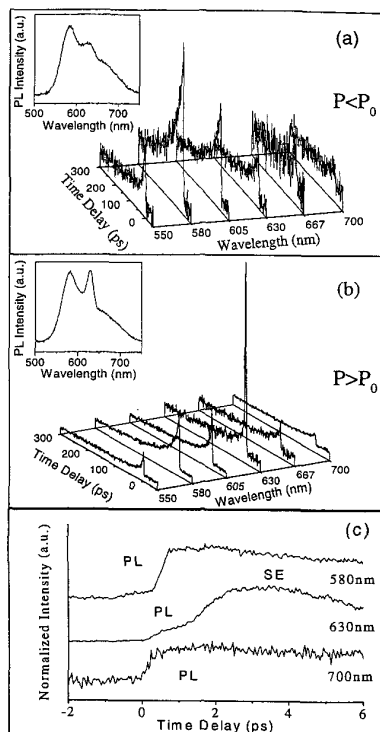 (a)
PL Intensity (a.u.)
500 600 700
Wavelength (nm)
P<P0
300
200
100
0
Time Delay (ps)
550 580 605 630 667 700
Wavelength (nm)
(b)
PL Intensity (a.u.)
500 600 700
Wavelength (nm)
P>P0
300
200
100
0
Time Delay (ps)
550 580 605 630 667 700
Wavelength (nm)
(c)
Normalized Intensity (a.u.)
PL
580nm
SE
PL
630nm
PL
700nm
-2 0 2 4 6
Time Delay (ps)